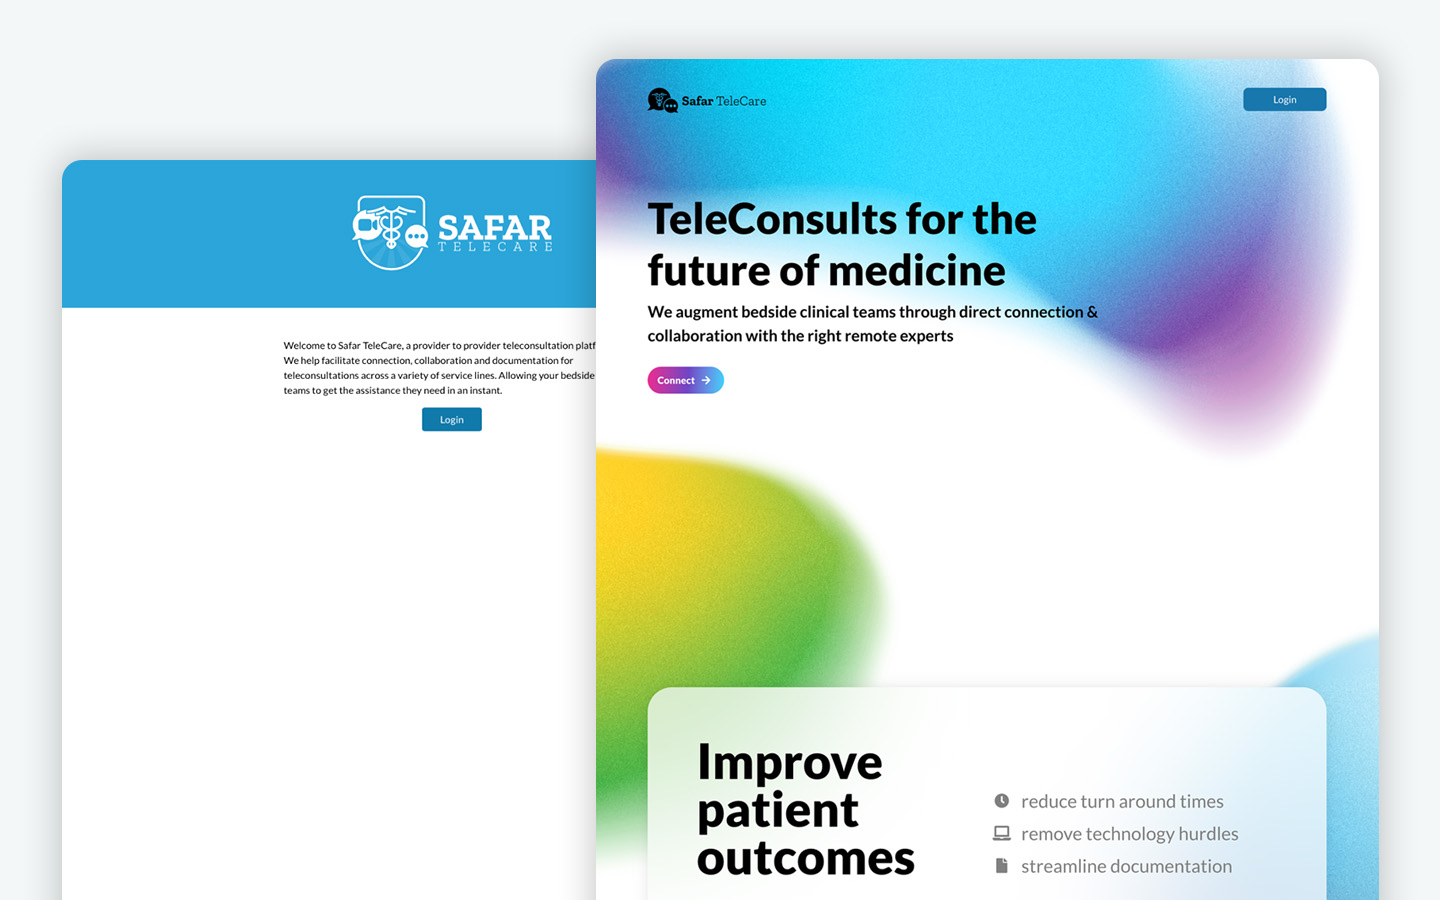 SAFAR
TELECARE
Welcome to Safar TeleCare, a provider to provider teleconsultation
We help facilitate connection, collaboration and documentation for
teleconsultations across a variety of service lines. Allowing your bedside
teams to get the assistance they need in an instant.
Login
Safar TeleCare
Login
TeleConsults for the
future of medicine
We augment bedside clinical teams through direct connection &
collaboration with the right remote experts
Connect
Improve
patient
outcomes
reduce turn around times
remove technology hurdles
streamline documentation